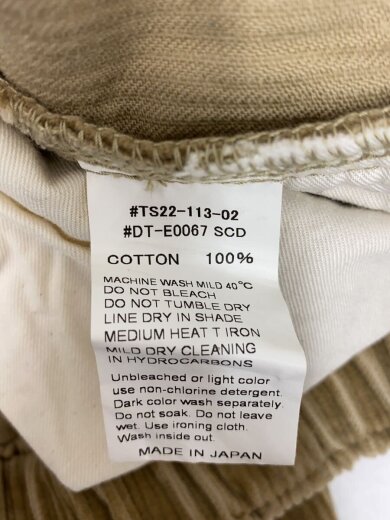 #TS22-113-02
#DT-E0067 SCD
COTTON 100%
MACHINE WASH MILD 40°C
DO NOT BLEACH
DO NOT TUMBLE DRY
LINE DRY IN SHADE
MEDIUM HEAT T IRON
MILD DRY CLEANING
IN HYDROCARBONS
Unbleached or light color
use non-chlorine detergent.
Dark color wash separately.
Do not soak. Do not leave
wet. Use ironing cloth.
Wash inside out.
MADE IN JAPAN